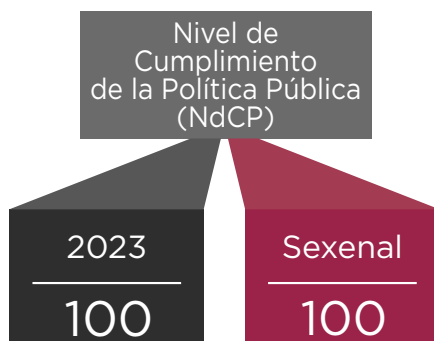 Nivel de
Cumplimiento
de la Política Pública
(NdCP)
2023
100
Sexenal
100